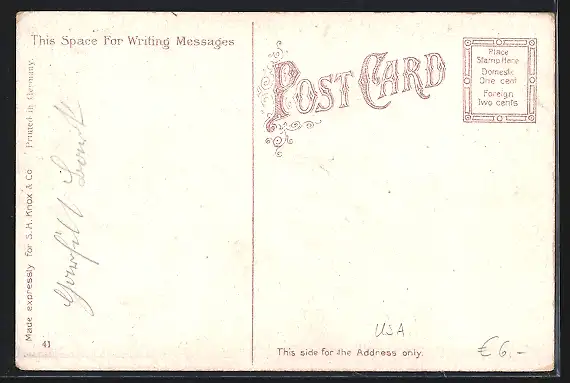 This Space For Writing Messages
POST CARD
Place
Stamp Here
Domestic
One cent
Foreign
Two cents
Made expressly for S. H. Knox & Co. Printed in Germany.
41
USA
This side for the Address only.
€ 6,-